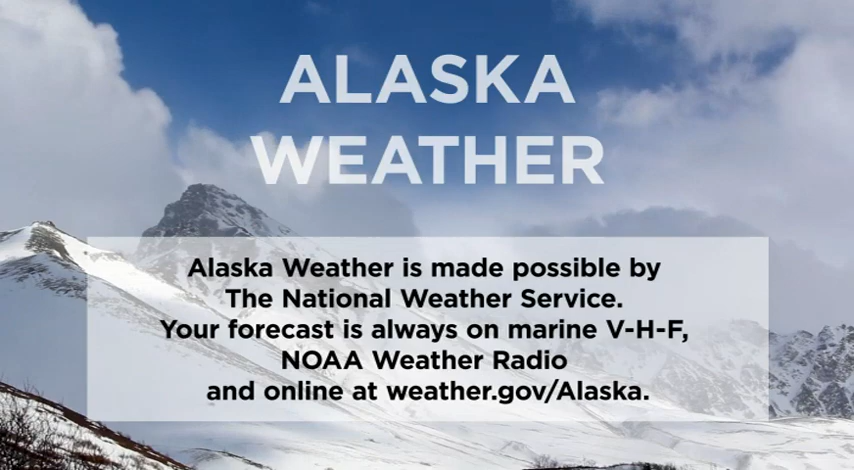 ALASKA
WEATHER
Alaska Weather is made possible by
The National Weather Service.
Your forecast is always on marine V-H-F,
NOAA Weather Radio
and online at weather.gov/Alaska.